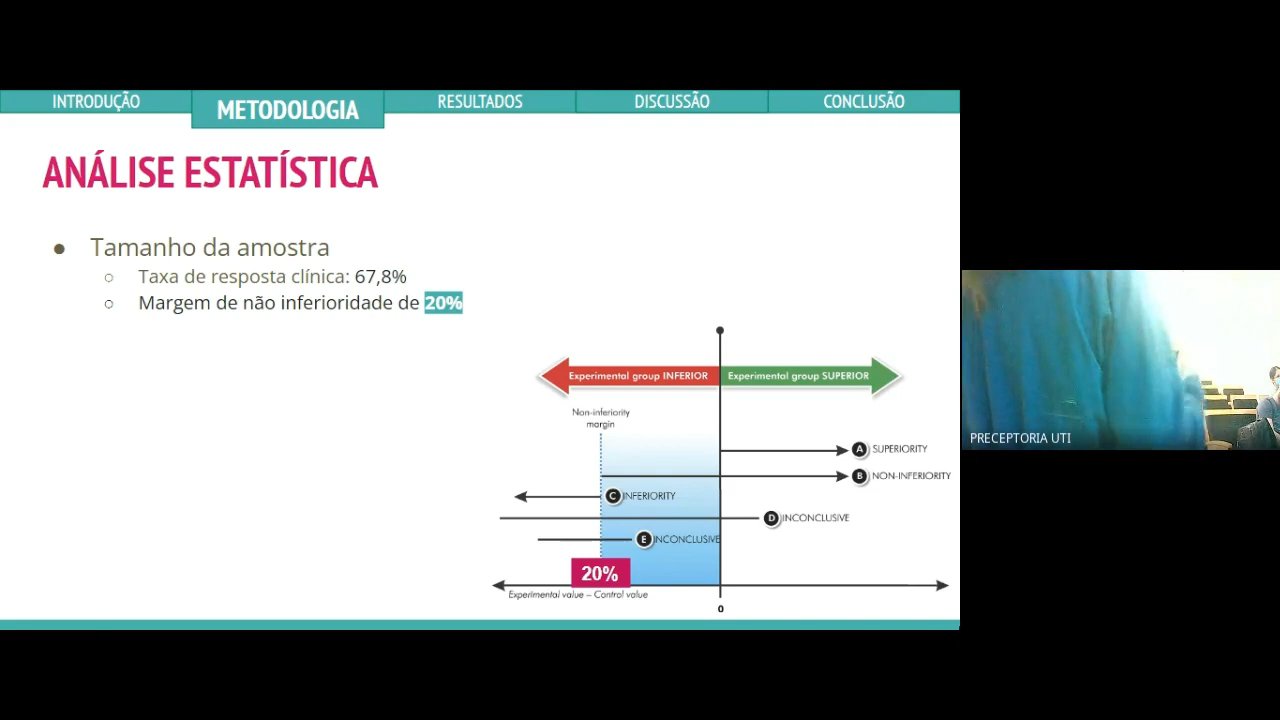 INTRODUÇÃO
METODOLOGIA
RESULTADOS
DISCUSSÃO
CONCLUSÃO
ANÁLISE ESTATÍSTICA
● Tamanho da amostra
○ Taxa de resposta clínica: 67,8%
○ Margem de não inferioridade de 20%
Experimental group INFERIOR
Experimental group SUPERIOR
Non-inferiority
margin
A SUPERIORITY
B NON-INFERIORITY
C INFERIORITY
D INCONCLUSIVE
E INCONCLUSIVE
20%
Experimental value – Control value
0
PRECEPTORIA UTI